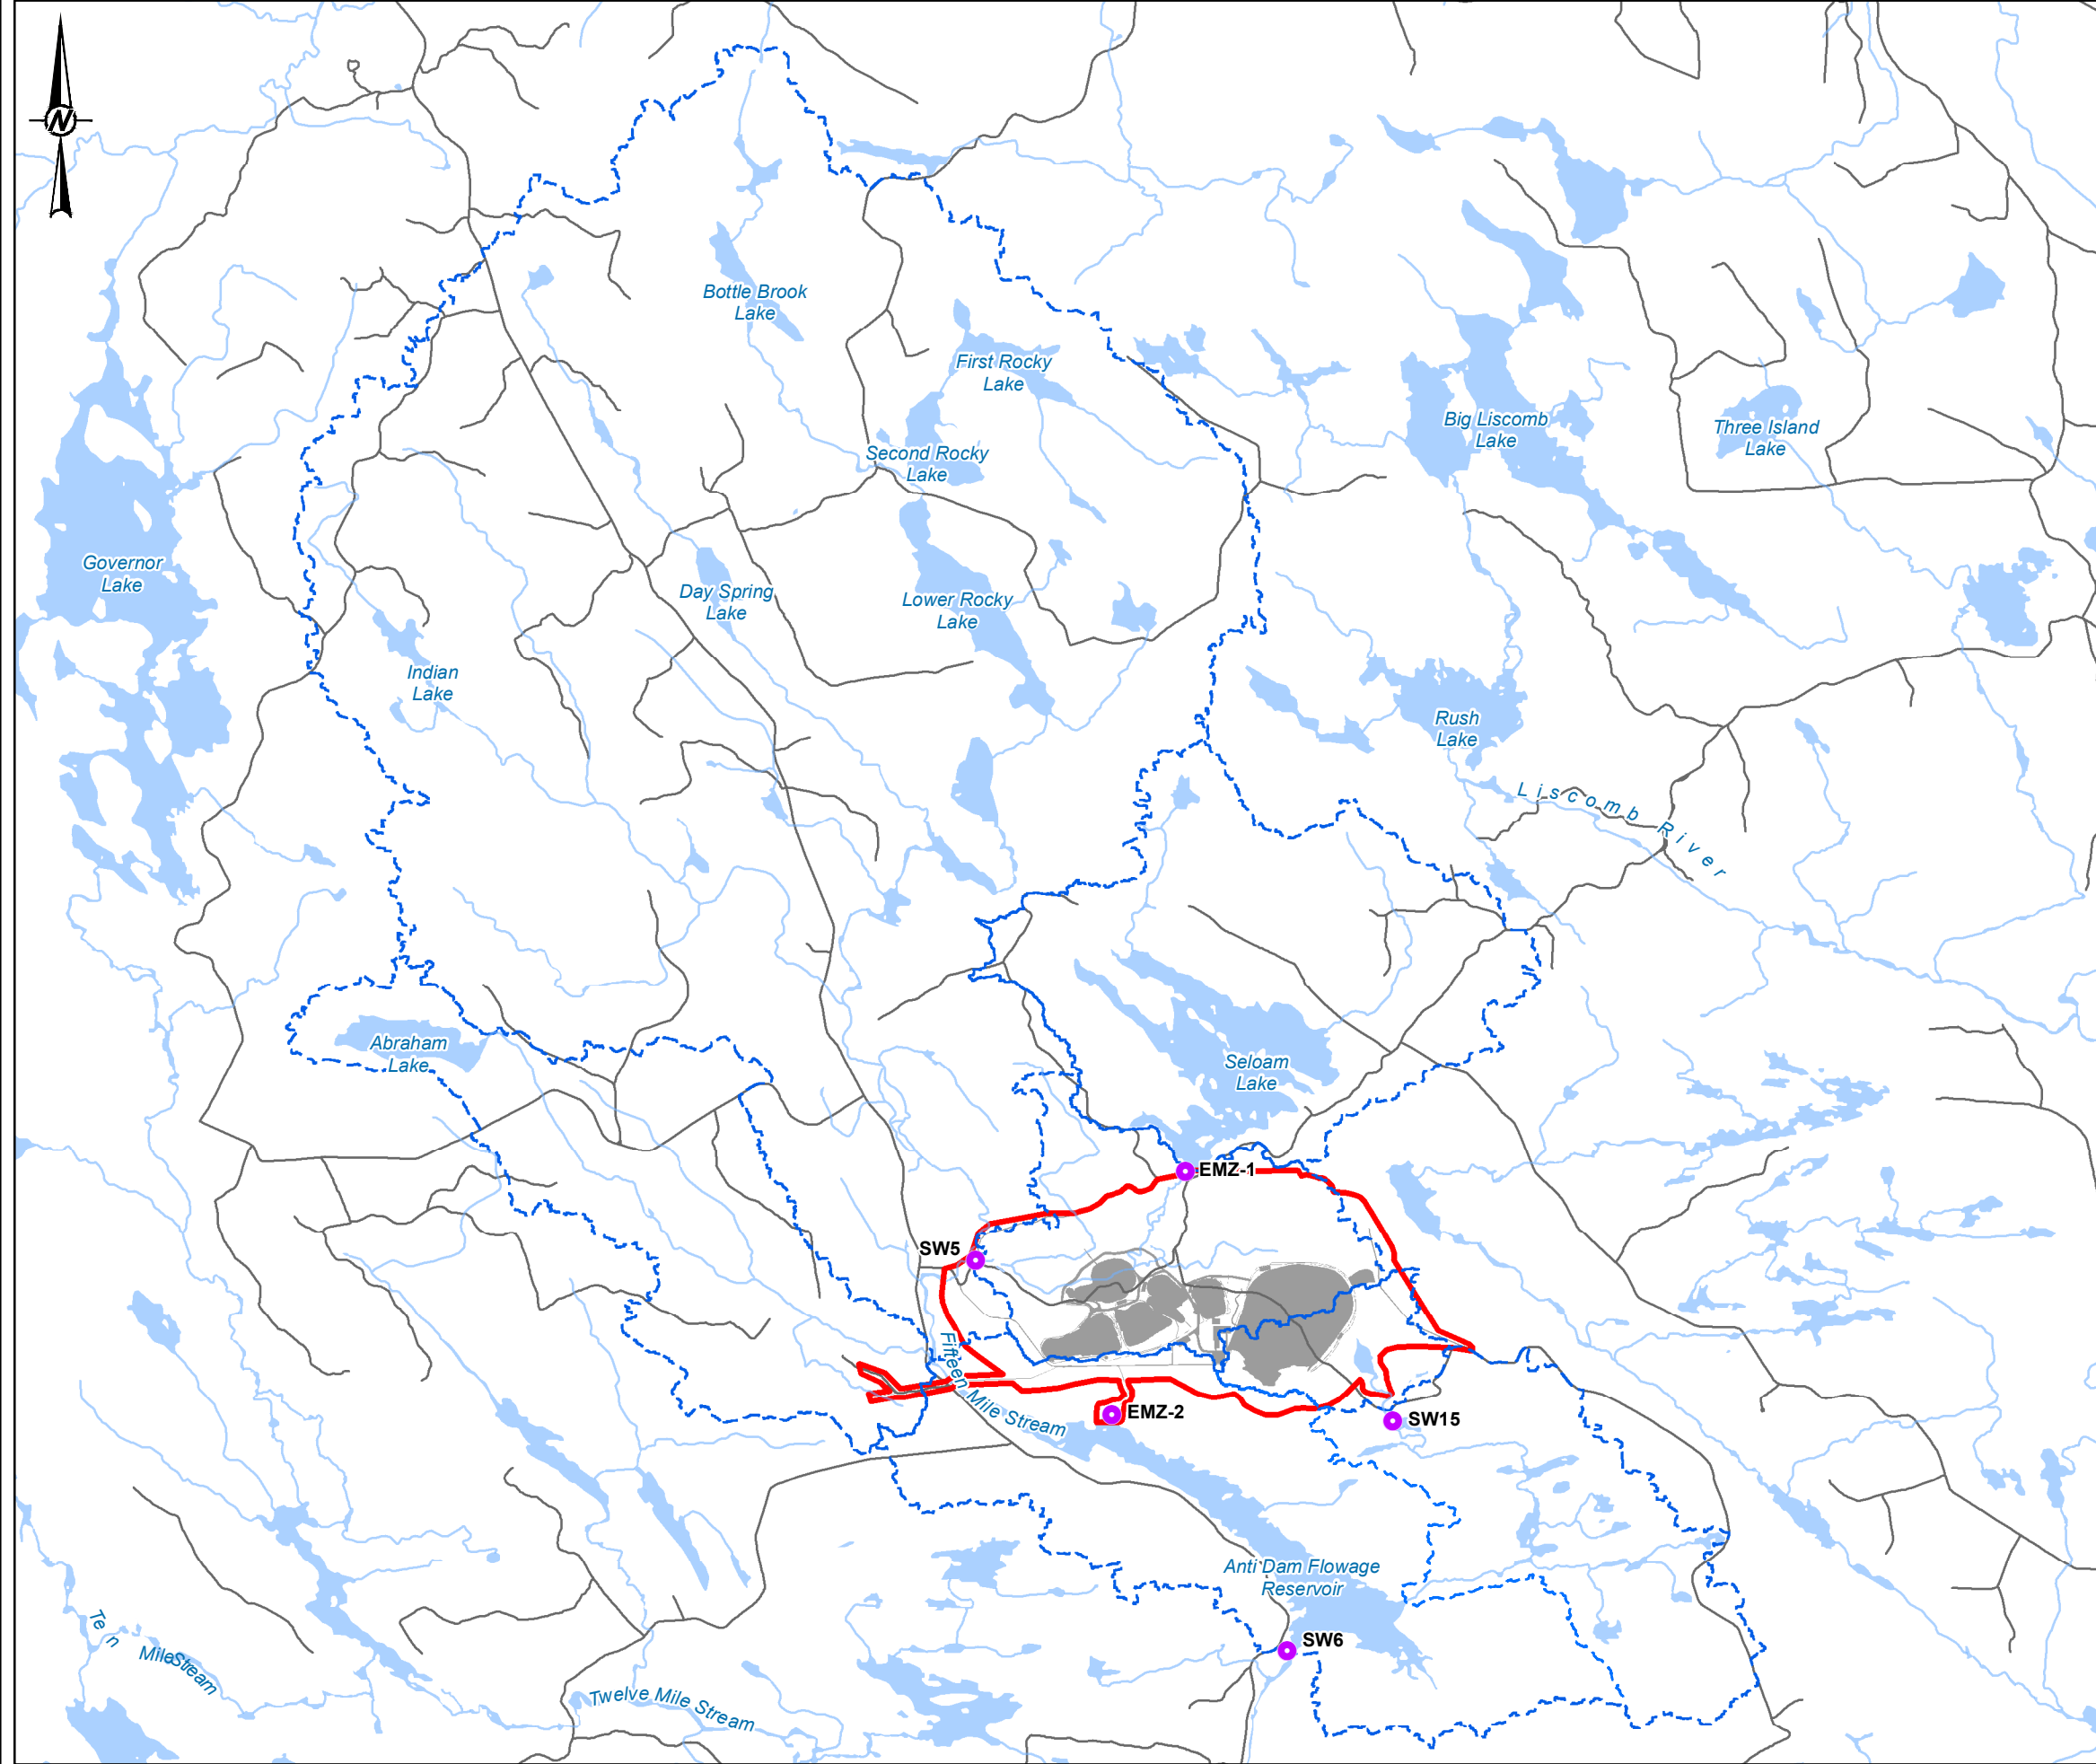 N
Bottle Brook
Lake
First Rocky
Lake
Second Rocky
Lake
Big Liscomb
Lake
Three Island
Lake
Governor
Lake
Day Spring
Lake
Lower Rocky
Lake
Indian
Lake
Rush
Lake
Liscomb River
Abraham
Lake
Seloam
Lake
EMZ-1
SW5
Fifteen Mile Stream
EMZ-2
SW15
Anti Dam Flowage
Reservoir
SW6
Ten Mile Stream
Twelve Mile Stream